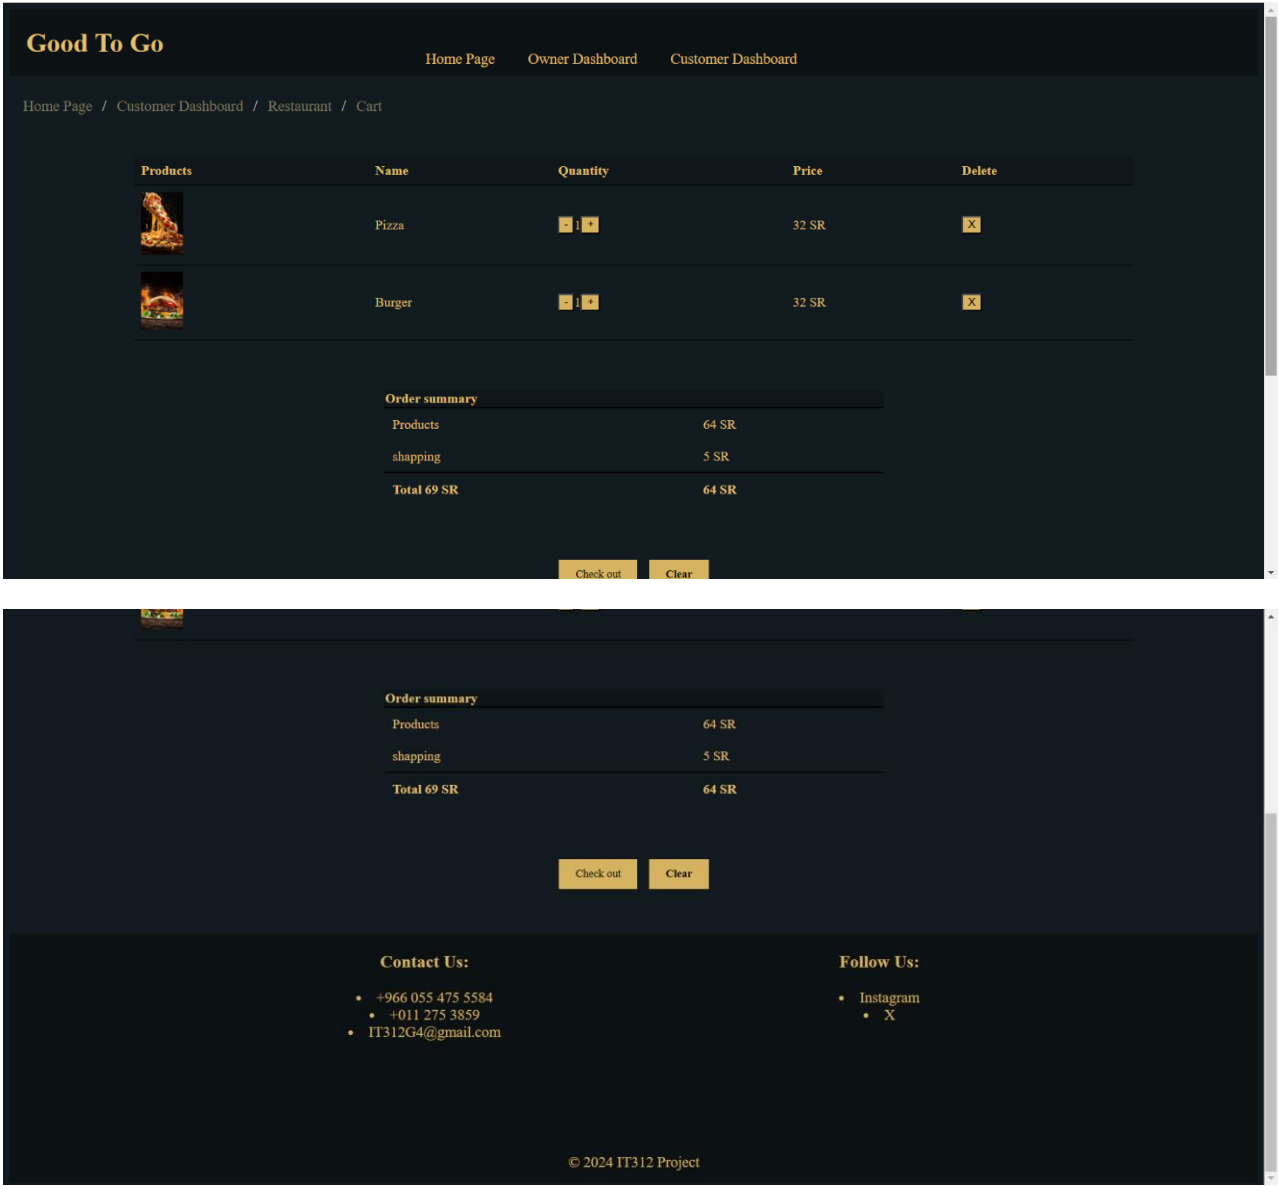 Good To Go
Home Page Owner Dashboard Customer Dashboard
Home Page / Customer Dashboard / Restaurant / Cart
Products Name Quantity Price Delete
Pizza - 1 + 32 SR X
Burger - 1 + 32 SR X
Order summary
Products 64 SR
shapping 5 SR
Total 69 SR 64 SR
Check out Clear
Order summary
Products 64 SR
shapping 5 SR
Total 69 SR 64 SR
Check out Clear
Contact Us: Follow Us:
• +966 055 475 5584 • Instagram
• +011 275 3859 • X
• IT312G4@gmail.com
© 2024 IT312 Project